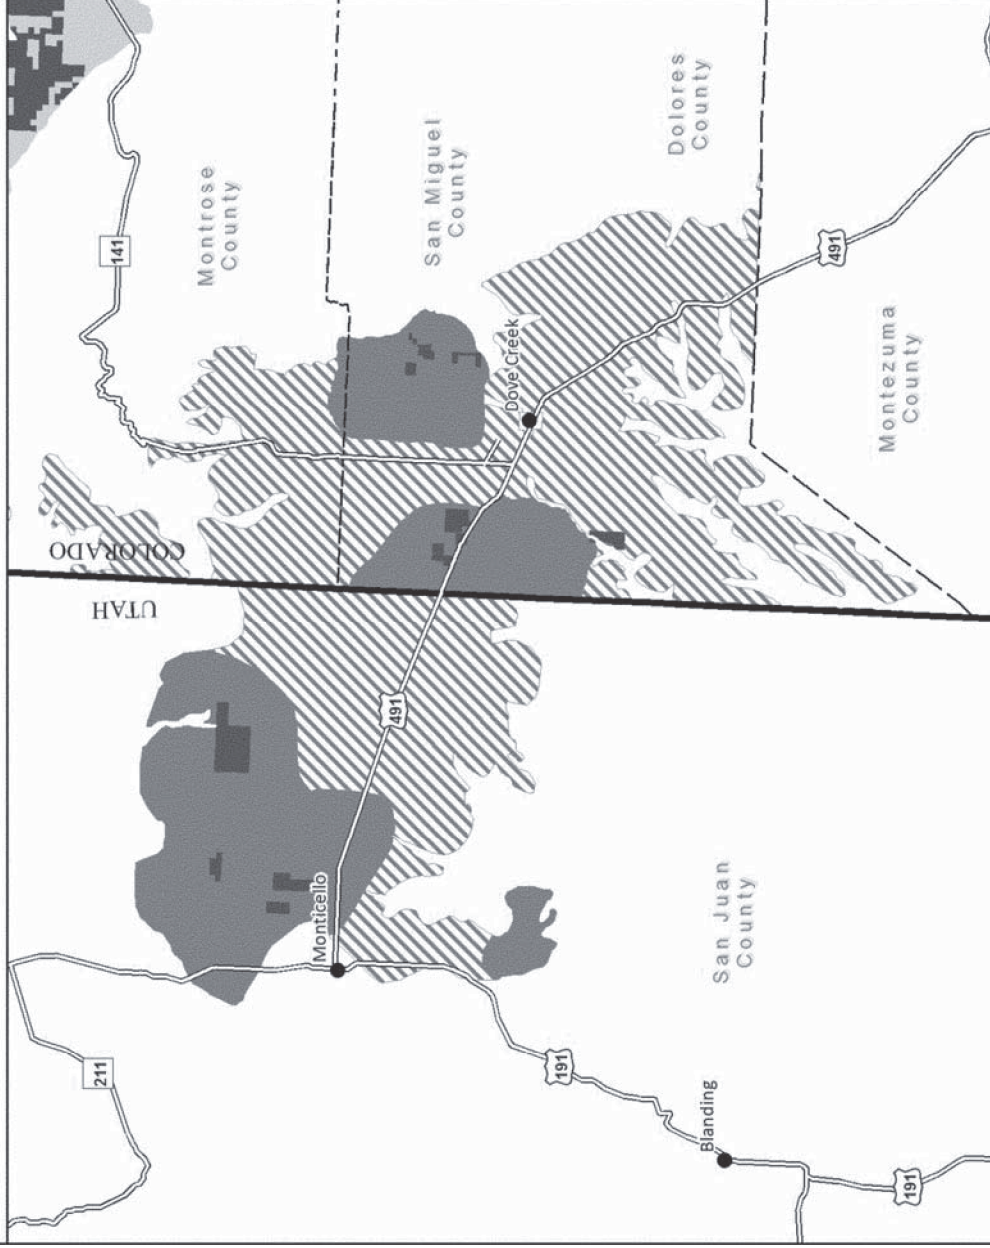 141
Montrose
County
San Miguel
County
Dolores
County
491
Dove Creek
Montezuma
County
COLORADO
UTAH
491
Monticello
San Juan
County
211
191
Blanding
191